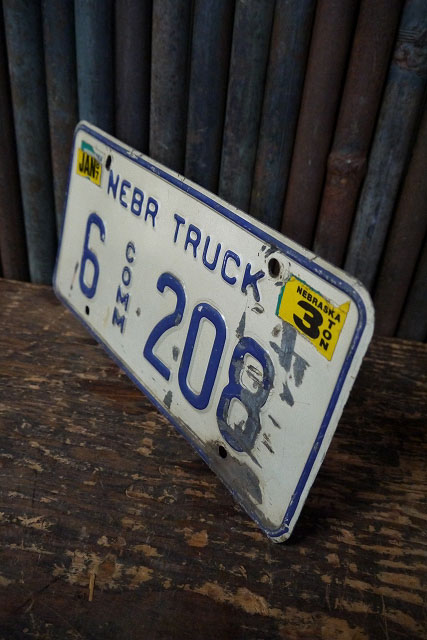 JAN
NEBR TRUCK
6 COMM 208
NEBRASKA
3 TON